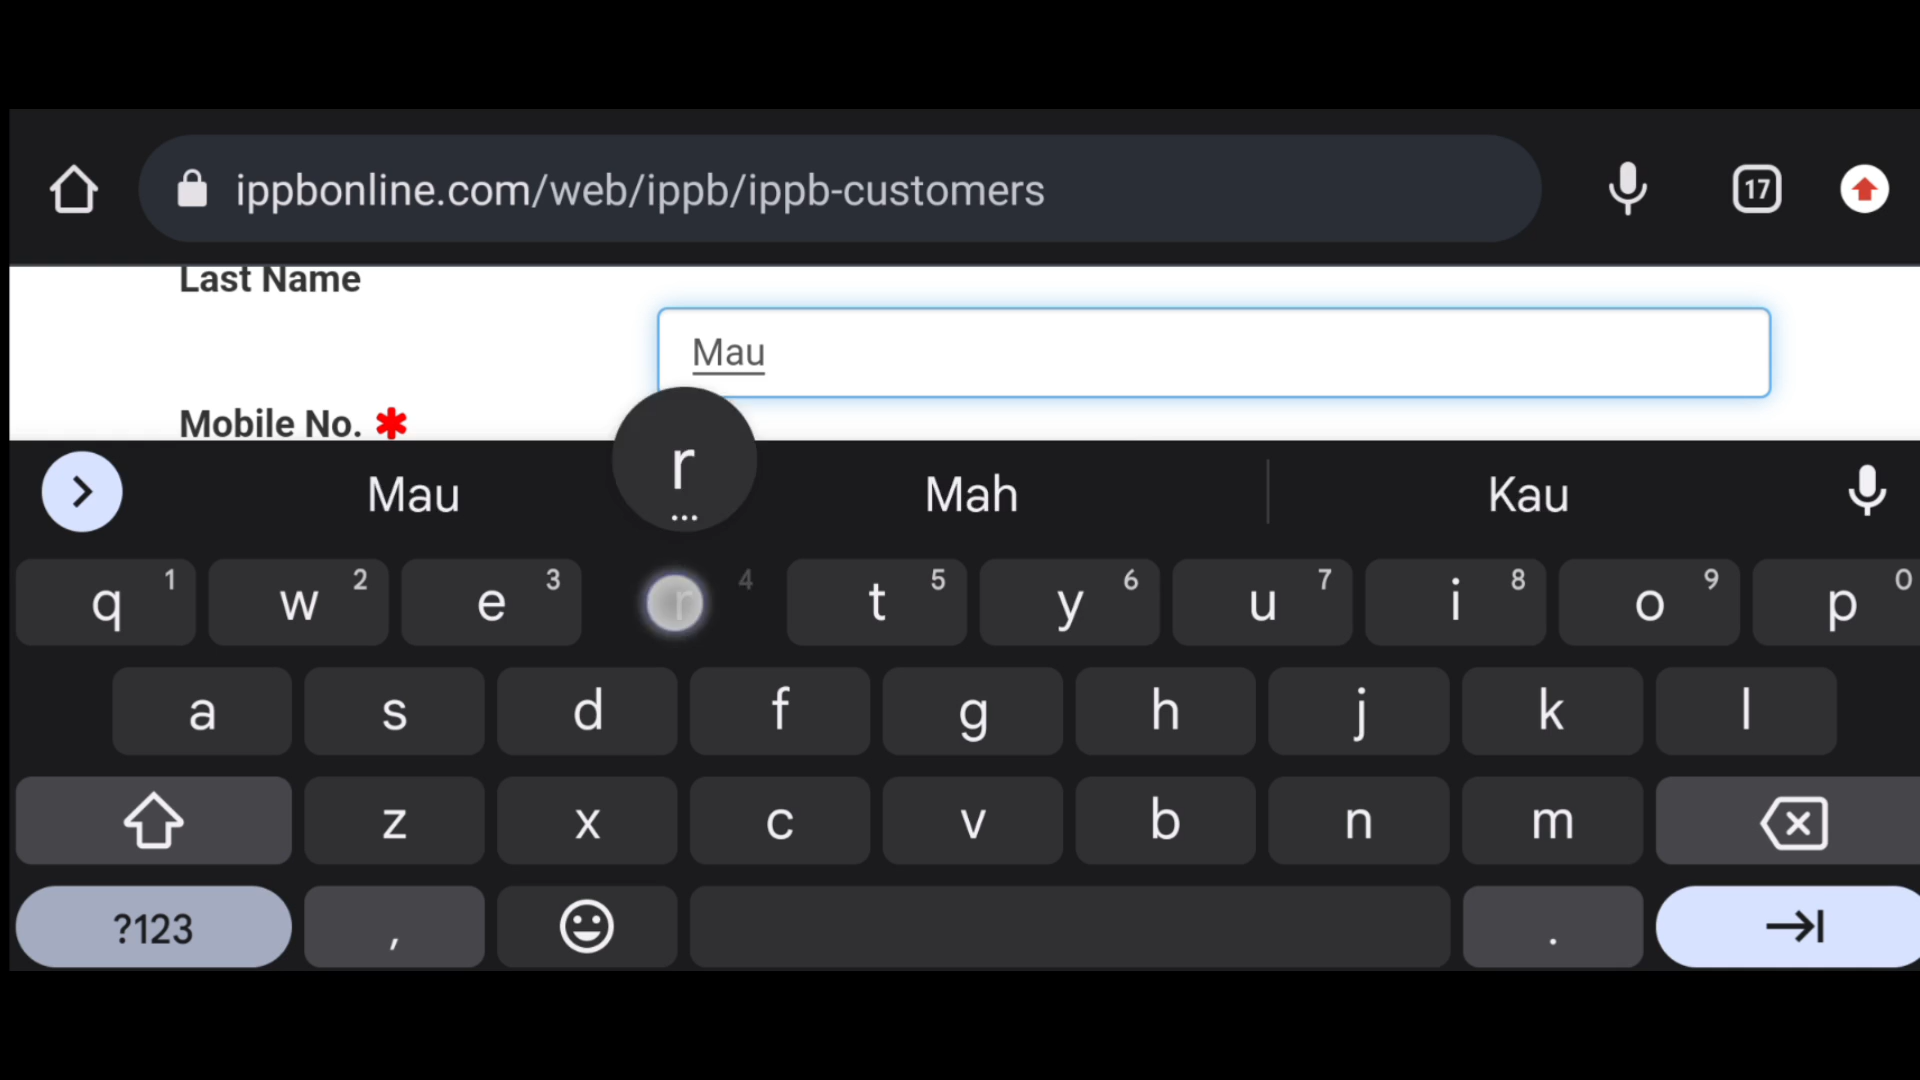 ippbonline.com/web/ippb/ippb-customers
17
Last Name
Mau
Mobile No. *
r
...
Mau Mah Kau
q 1 w 2 e 3 r 4 t 5 y 6 u 7 i 8 o 9 p 0
a s d f g h j k l
z x c v b n m
?123 , .